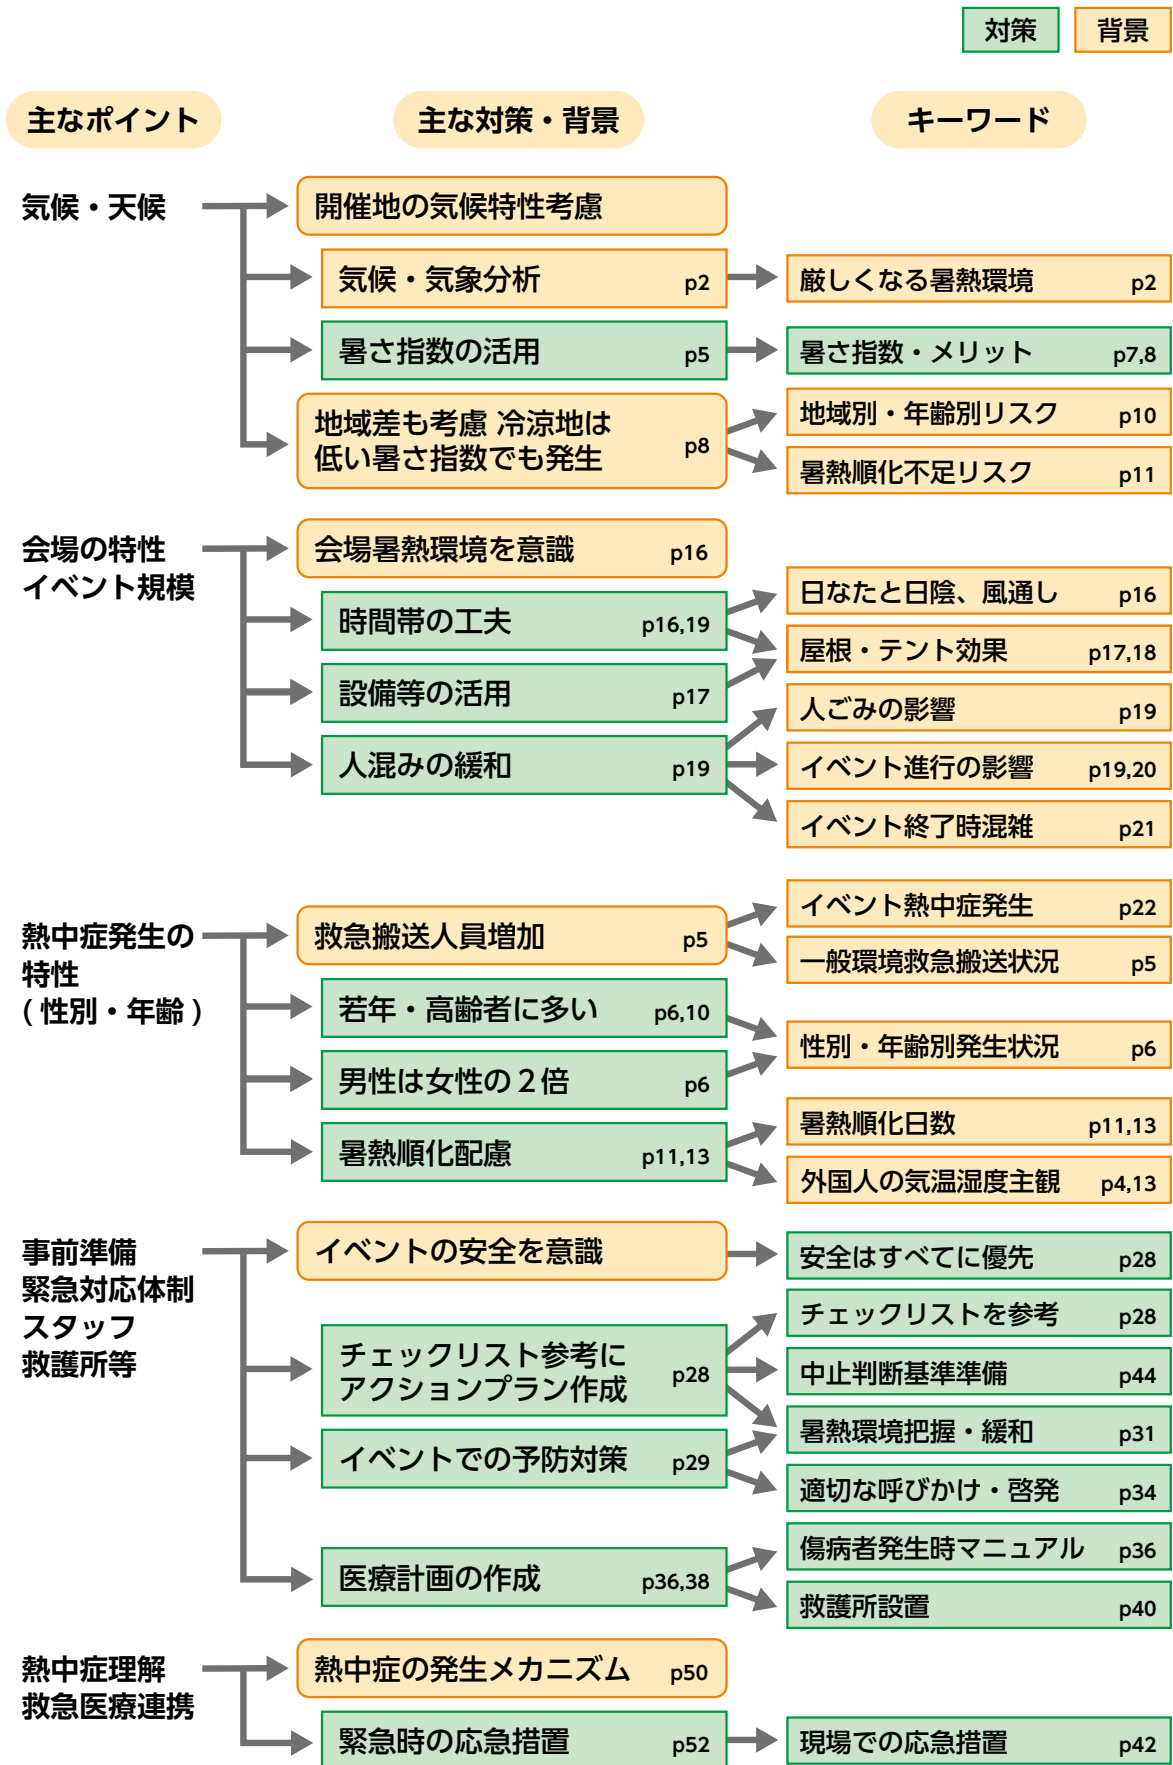 対策 背景
主なポイント 主な対策・背景 キーワード
気候・天候
開催地の気候特性考慮
気候・気象分析 p2
厳しくなる暑熱環境 p2
暑さ指数の活用 p5
暑さ指数・メリット p7,8
地域差も考慮 冷涼地は
低い暑さ指数でも発生 p8
地域別・年齢別リスク p10
暑熱順化不足リスク p11
会場の特性
イベント規模
会場暑熱環境を意識 p16
時間帯の工夫 p16,19
日なたと日陰、風通し p16
屋根・テント効果 p17,18
設備等の活用 p17
人混みの緩和 p19
人ごみの影響 p19
イベント進行の影響 p19,20
イベント終了時混雑 p21
熱中症発生の
特性
(性別・年齢)
救急搬送人員増加 p5
イベント熱中症発生 p22
一般環境救急搬送状況 p5
若年・高齢者に多い p6,10
男性は女性の２倍 p6
性別・年齢別発生状況 p6
暑熱順化配慮 p11,13
暑熱順化日数 p11,13
外国人の気温湿度主観 p4,13
事前準備
緊急対応体制
スタッフ
救護所等
イベントの安全を意識
安全はすべてに優先 p28
チェックリスト参考に
アクションプラン作成 p28
チェックリストを参考 p28
中止判断基準準備 p44
暑熱環境把握・緩和 p31
イベントでの予防対策 p29
適切な呼びかけ・啓発 p34
医療計画の作成 p36,38
傷病者発生時マニュアル p36
救護所設置 p40
熱中症理解
救急医療連携
熱中症の発生メカニズム p50
緊急時の応急措置 p52
現場での応急措置 p42